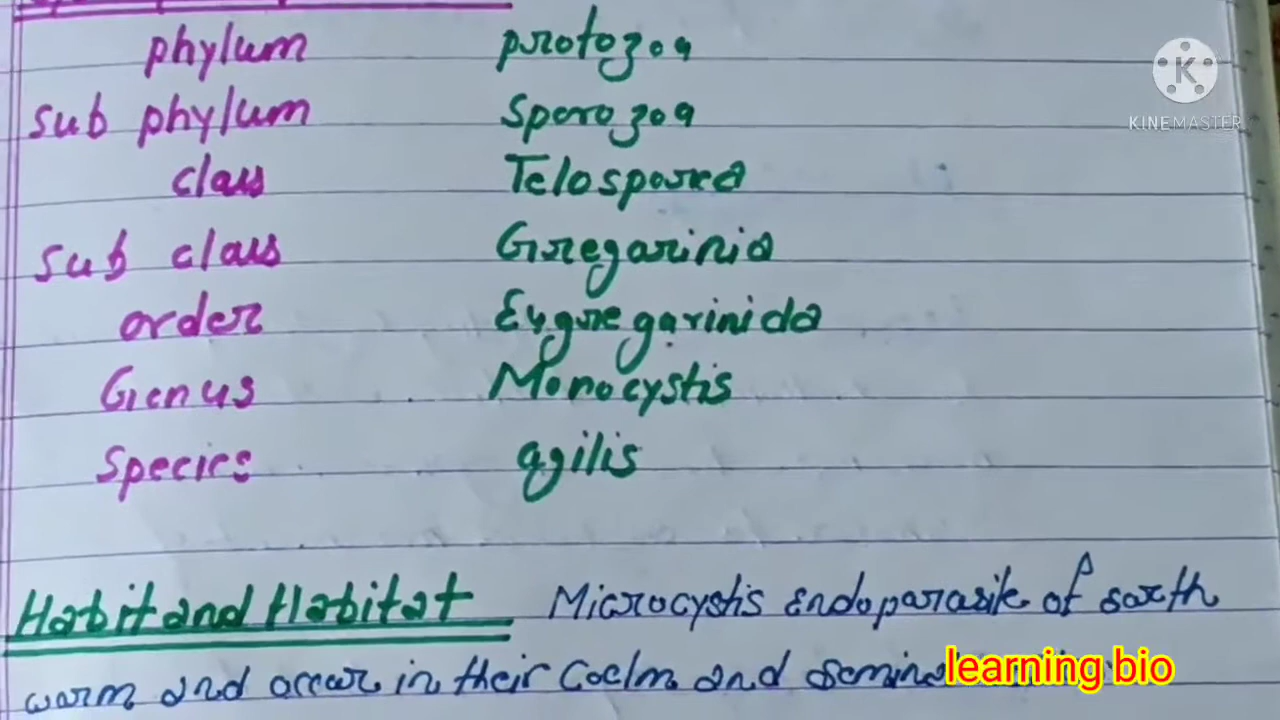 phylum protozoa
KINEMASTER
sub phylum Sporozoa
class Telosporea
sub class Gregarinia
order Eugregarinida
Genus Monocystis
Species agilis
Habit and Habitat Microcystis Endoparasite of earth
worm and occur in their Coelm and
learning bio